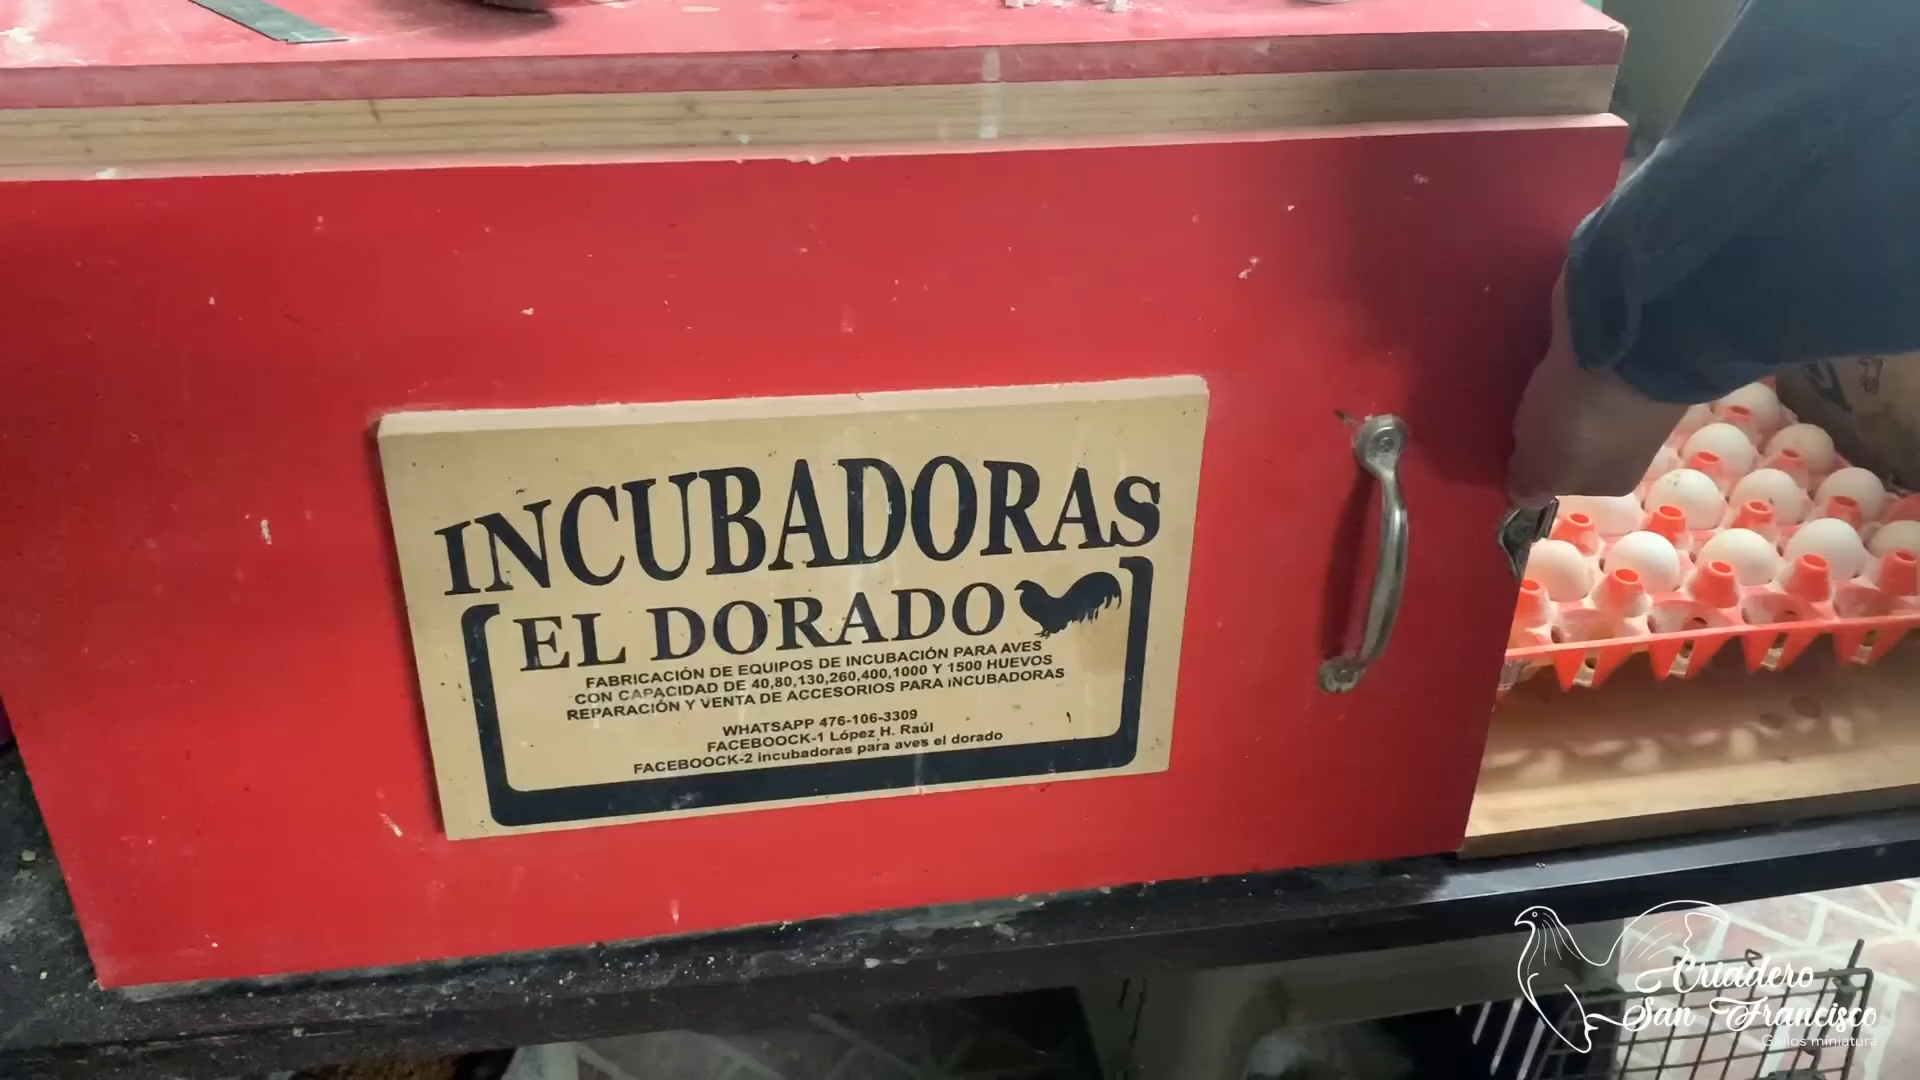 INCUBADORAS
EL DORADO
FABRICACIÓN DE EQUIPOS DE INCUBACIÓN PARA AVES
CON CAPACIDAD DE 40,80,130,260,400,1000 Y 1500 HUEVOS
REPARACIÓN Y VENTA DE ACCESORIOS PARA iNCUBADORAS
WHATSAPP 476-106-3309
FACEBOOCK-1 López H. Raúl
FACEBOOCK-2 incubadoras para aves el dorado
Criadero
San Francisco
Gallos miniatura